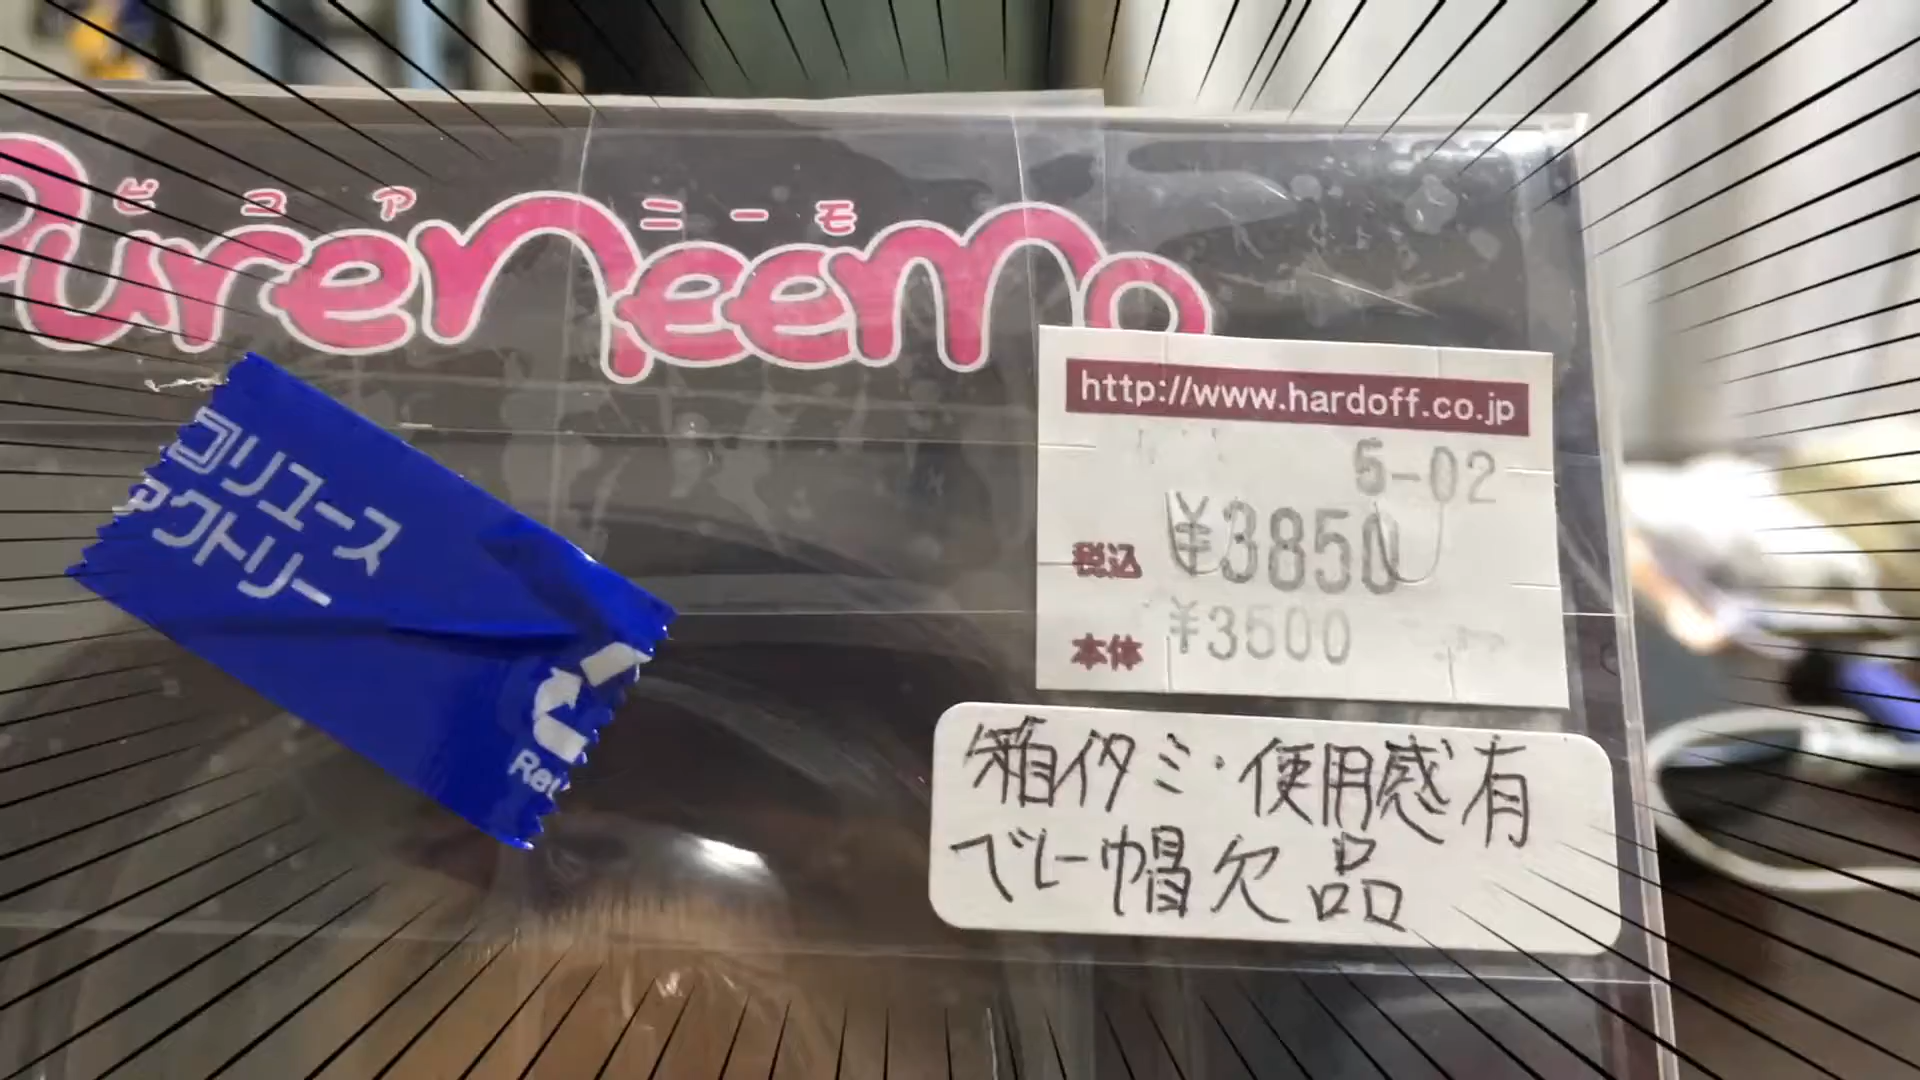 ピュア ニーモ
PureNeemo
http://www.hardoff.co.jp
5-02
税込 ¥3850
本体 ¥3500
リユース
アクトリー
箱イタミ・使用感有
ベレー帽欠品